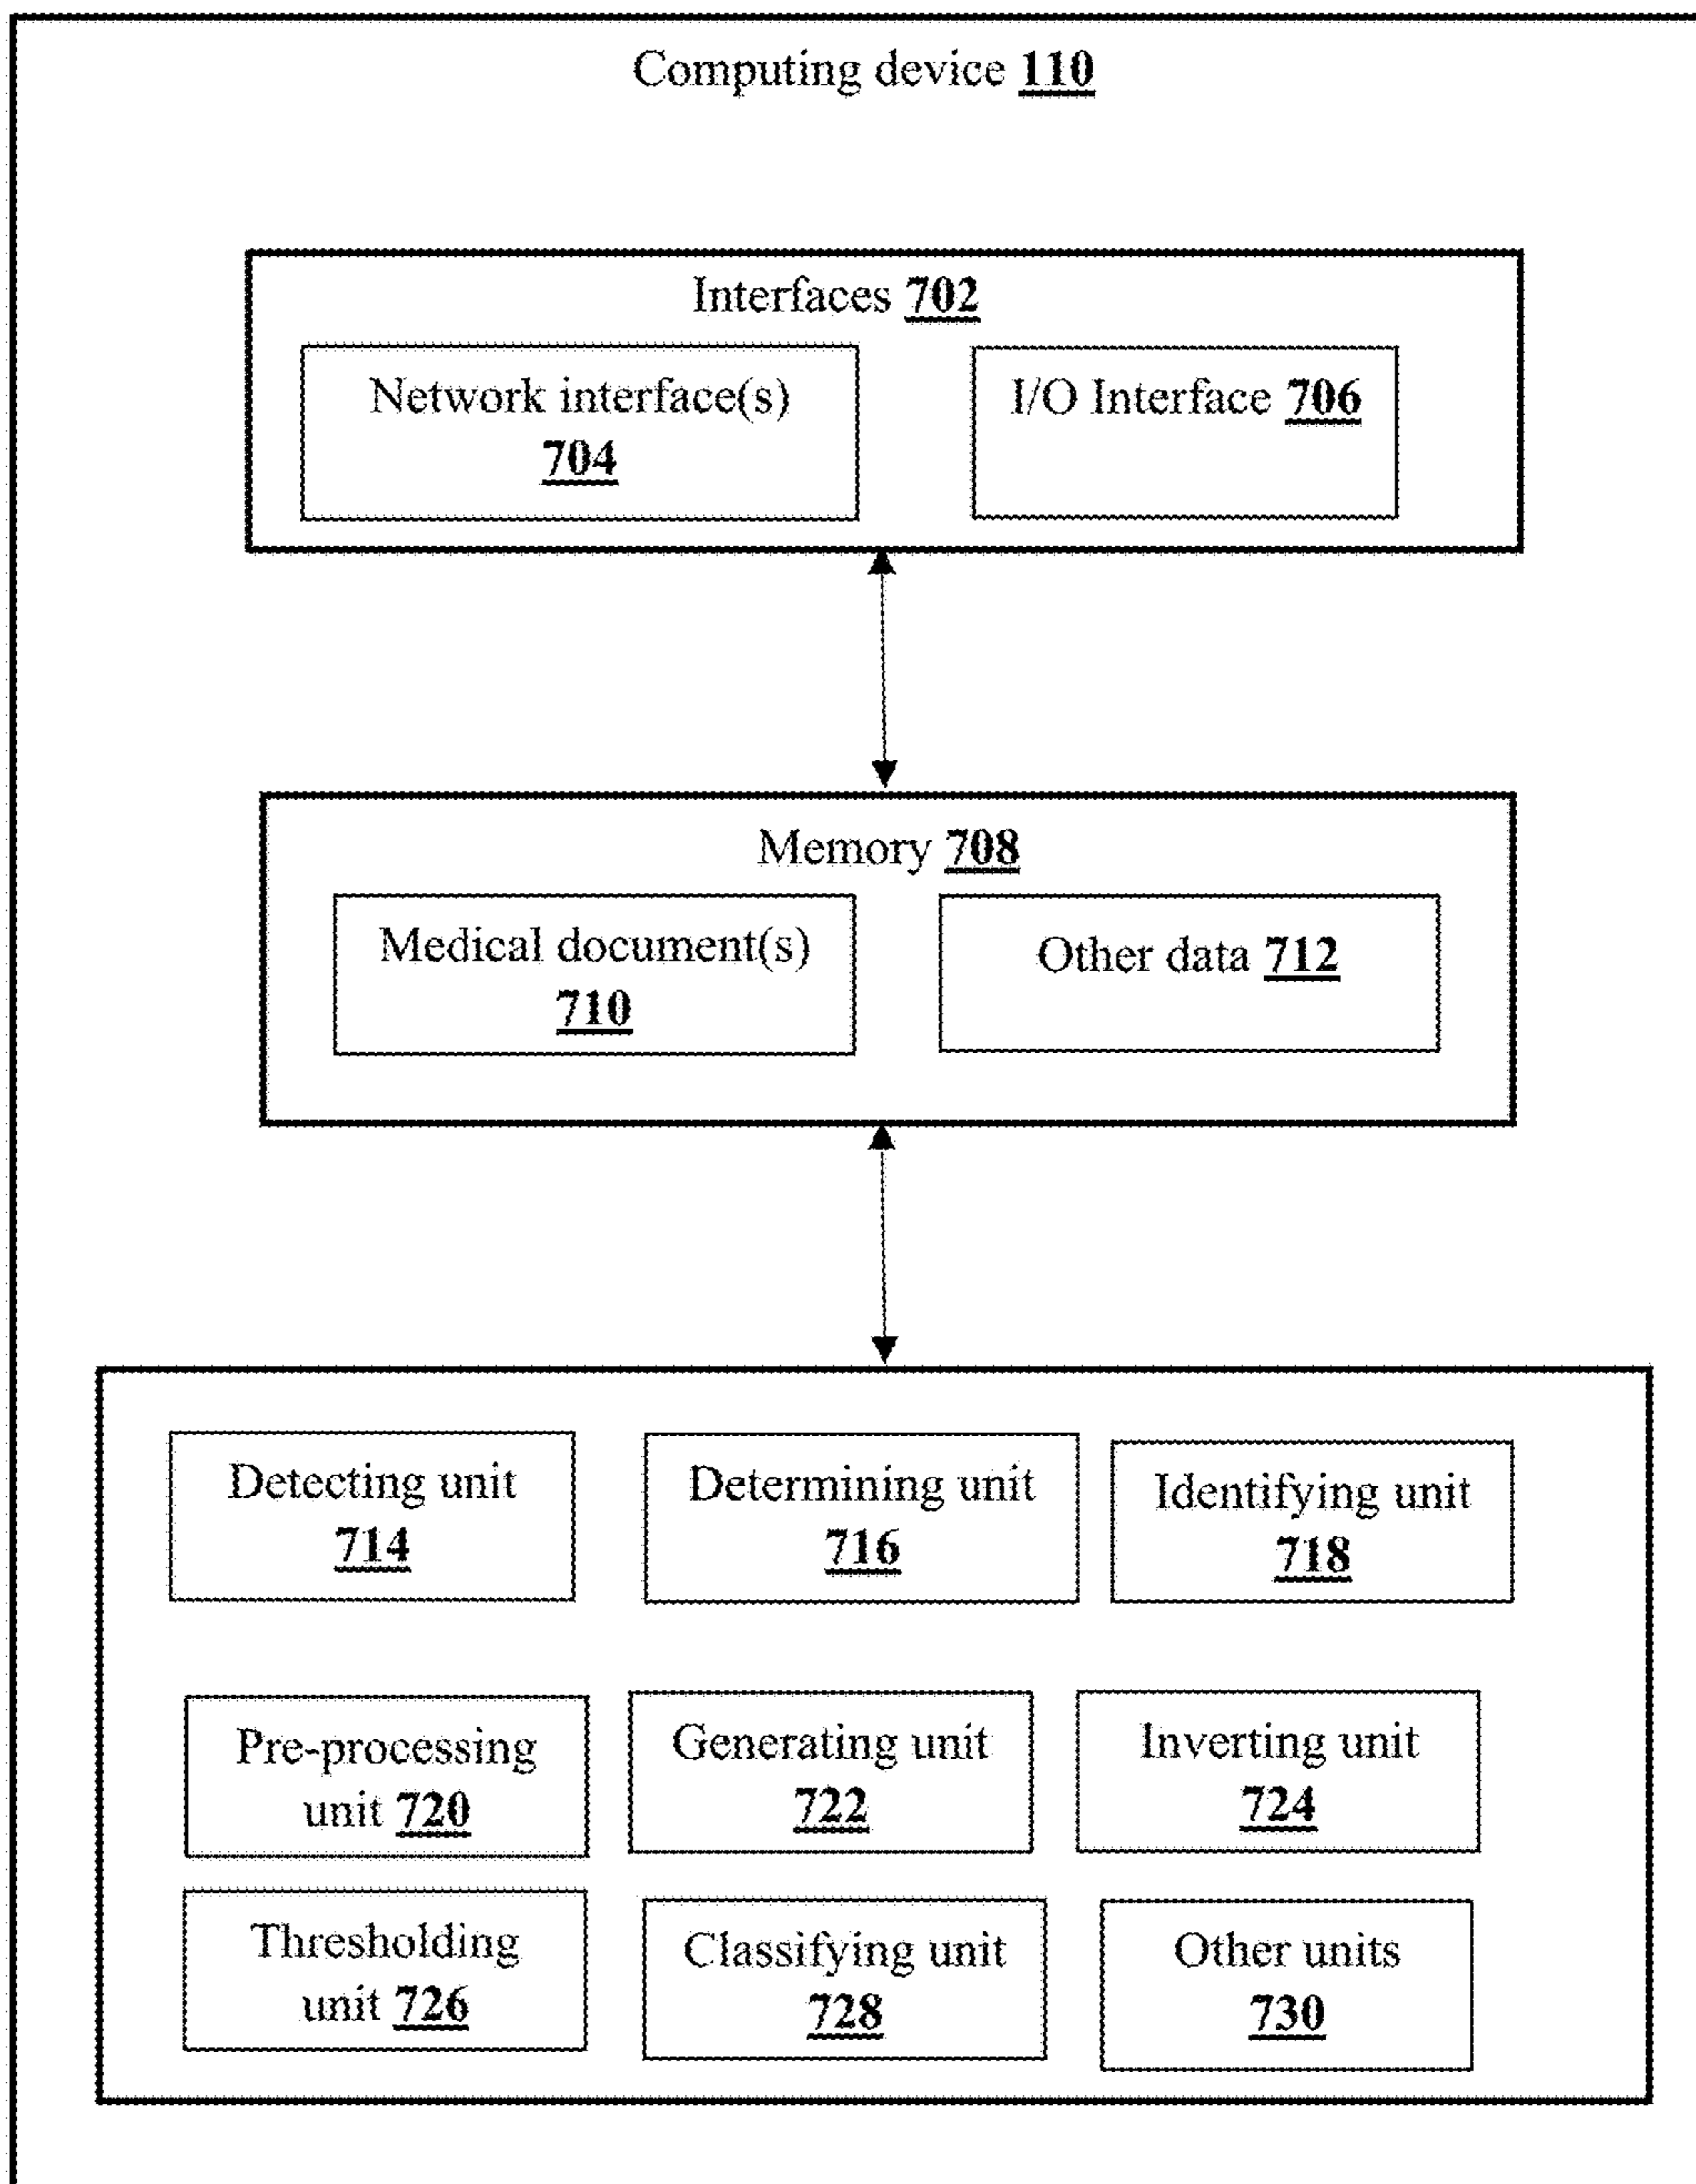 Computing device 110
Interfaces 702
Network interface(s)
704
I/O Interface 706
Memory 708
Medical document(s)
710
Other data 712
Detecting unit
714
Determining unit
716
Identifying unit
718
Pre-processing
unit 720
Generating unit
722
Inverting unit
724
Thresholding
unit 726
Classifying unit
728
Other units
730